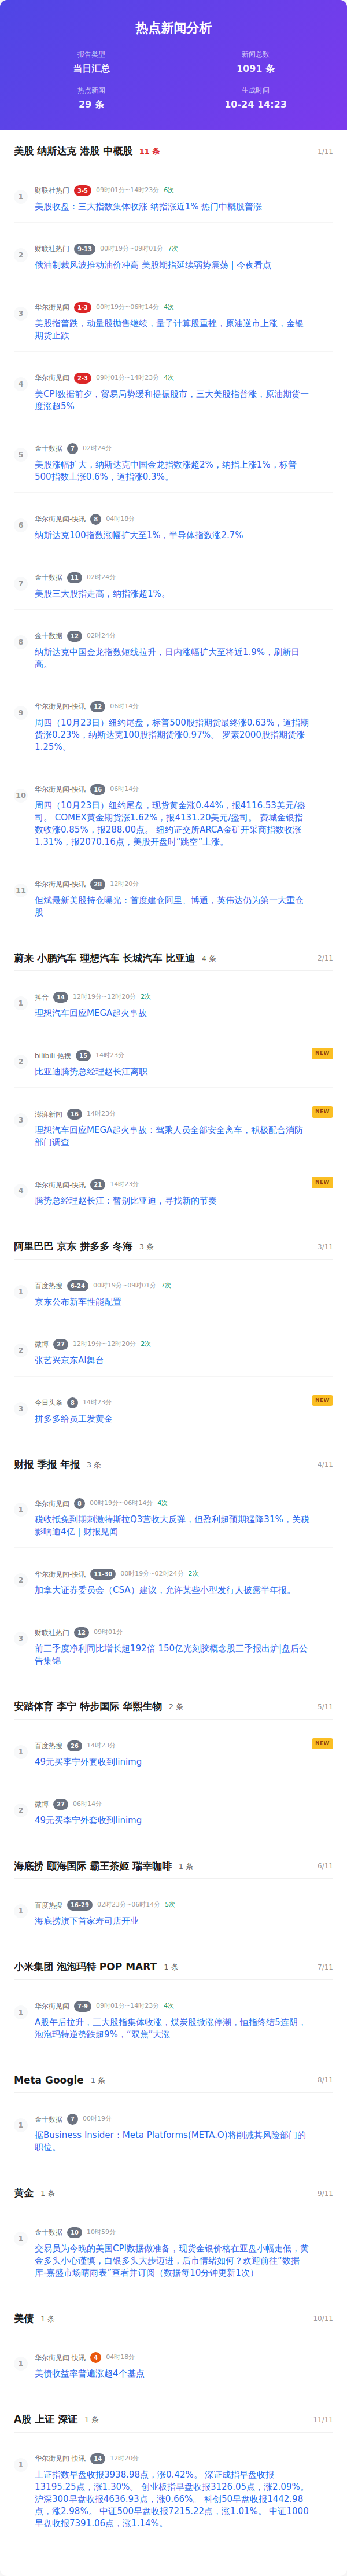 热点新闻分析
报告类型
新闻总数
当日汇总
1091 条
热点新闻
生成时间
29 条
10-24 14:23
美股 纳斯达克 港股 中概股 11 条 1/11
1
财联社热门 3-5 09时01分~14时23分 6次
美股收盘：三大指数集体收涨 纳指涨近1% 热门中概股普涨
2
财联社热门 9-13 00时19分~09时01分 7次
俄油制裁风波推动油价冲高 美股期指延续弱势震荡 | 今夜看点
3
华尔街见闻 1-3 00时19分~06时14分 4次
美股指普跌，动量股抛售继续，量子计算股重挫，原油逆市上涨，金银
期货止跌
4
华尔街见闻 2-3 09时01分~14时23分 4次
美CPI数据前夕，贸易局势缓和提振股市，三大美股指普涨，原油期货一
度涨超5%
5
金十数据 7 02时24分
美股涨幅扩大，纳斯达克中国金龙指数涨超2%，纳指上涨1%，标普
500指数上涨0.6%，道指涨0.3%。
6
华尔街见闻-快讯 8 04时18分
纳斯达克100指数涨幅扩大至1%，半导体指数涨2.7%
7
金十数据 11 02时24分
美股三大股指走高，纳指涨超1%。
8
金十数据 12 02时24分
纳斯达克中国金龙指数短线拉升，日内涨幅扩大至将近1.9%，刷新日
高。
9
华尔街见闻-快讯 12 06时14分
周四（10月23日）纽约尾盘，标普500股指期货最终涨0.63%，道指期
货涨0.23%，纳斯达克100股指期货涨0.97%。 罗素2000股指期货涨
1.25%。
10
华尔街见闻-快讯 16 06时14分
周四（10月23日）纽约尾盘，现货黄金涨0.44%，报4116.53美元/盎
司。 COMEX黄金期货涨1.62%，报4131.20美元/盎司。 费城金银指
数收涨0.85%，报288.00点。 纽约证交所ARCA金矿开采商指数收涨
1.31%，报2070.16点，美股开盘时“跳空”上涨。
11
华尔街见闻-快讯 28 12时20分
但斌最新美股持仓曝光：首度建仓阿里、博通，英伟达仍为第一大重仓
股
蔚来 小鹏汽车 理想汽车 长城汽车 比亚迪 4 条 2/11
1
抖音 14 12时19分~12时20分 2次
理想汽车回应MEGA起火事故
2
bilibili 热搜 15 14时23分 NEW
比亚迪腾势总经理赵长江离职
3
澎湃新闻 16 14时23分 NEW
理想汽车回应MEGA起火事故：驾乘人员全部安全离车，积极配合消防
部门调查
4
华尔街见闻-快讯 21 14时23分 NEW
腾势总经理赵长江：暂别比亚迪，寻找新的节奏
阿里巴巴 京东 拼多多 冬海 3 条 3/11
1
百度热搜 6-24 00时19分~09时01分 7次
京东公布新车性能配置
2
微博 27 12时19分~12时20分 2次
张艺兴京东AI舞台
3
今日头条 8 14时23分 NEW
拼多多给员工发黄金
财报 季报 年报 3 条 4/11
1
华尔街见闻 8 00时19分~06时14分 4次
税收抵免到期刺激特斯拉Q3营收大反弹，但盈利超预期猛降31%，关税
影响逾4亿 | 财报见闻
2
华尔街见闻-快讯 11-30 00时19分~02时24分 2次
加拿大证券委员会（CSA）建议，允许某些小型发行人披露半年报。
3
财联社热门 12 09时01分
前三季度净利同比增长超192倍 150亿光刻胶概念股三季报出炉|盘后公
告集锦
安踏体育 李宁 特步国际 华熙生物 2 条 5/11
1
百度热搜 26 14时23分 NEW
49元买李宁外套收到linimg
2
微博 27 06时14分
49元买李宁外套收到linimg
海底捞 颐海国际 霸王茶姬 瑞幸咖啡 1 条 6/11
1
百度热搜 16-29 02时23分~06时14分 5次
海底捞旗下首家寿司店开业
小米集团 泡泡玛特 POP MART 1 条 7/11
1
华尔街见闻 7-9 09时01分~14时23分 4次
A股午后拉升，三大股指集体收涨，煤炭股掀涨停潮，恒指终结5连阴，
泡泡玛特逆势跌超9%，“双焦”大涨
Meta Google 1 条 8/11
1
金十数据 7 00时19分
据Business Insider：Meta Platforms(META.O)将削减其风险部门的
职位。
黄金 1 条 9/11
1
金十数据 10 10时59分
交易员为今晚的美国CPI数据做准备，现货金银价格在亚盘小幅走低，黄
金多头小心谨慎，白银多头大步迈进，后市情绪如何？欢迎前往“数据
库-嘉盛市场晴雨表”查看并订阅（数据每10分钟更新1次）
美债 1 条 10/11
1
华尔街见闻-快讯 4 04时18分
美债收益率普遍涨超4个基点
A股 上证 深证 1 条 11/11
1
华尔街见闻-快讯 14 12时20分
上证指数早盘收报3938.98点，涨0.42%。 深证成指早盘收报
13195.25点，涨1.30%。 创业板指早盘收报3126.05点，涨2.09%。
沪深300早盘收报4636.93点，涨0.66%。 科创50早盘收报1442.98
点，涨2.98%。 中证500早盘收报7215.22点，涨1.01%。 中证1000
早盘收报7391.06点，涨1.14%。